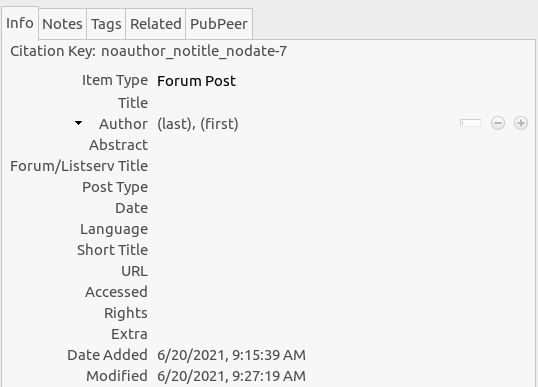 Info Notes Tags Related PubPeer
Citation Key: noauthor_notitle_nodate-7
Item Type Forum Post
Title
Author (last), (first)
Abstract
Forum/Listserv Title
Post Type
Date
Language
Short Title
URL
Accessed
Rights
Extra
Date Added 6/20/2021, 9:15:39 AM
Modified 6/20/2021, 9:27:19 AM